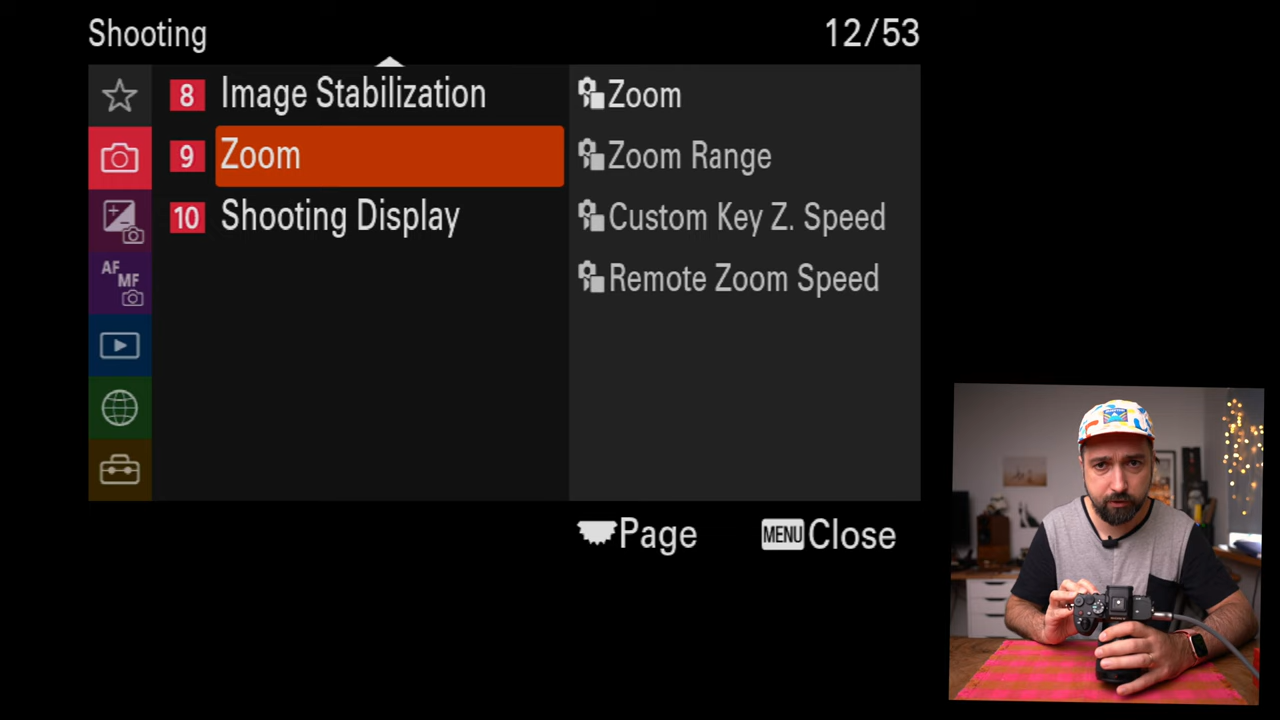 Shooting 12/53
8 Image Stabilization
9 Zoom
10 Shooting Display
Zoom
Zoom Range
Custom Key Z. Speed
Remote Zoom Speed
AF MF
Page MENU Close